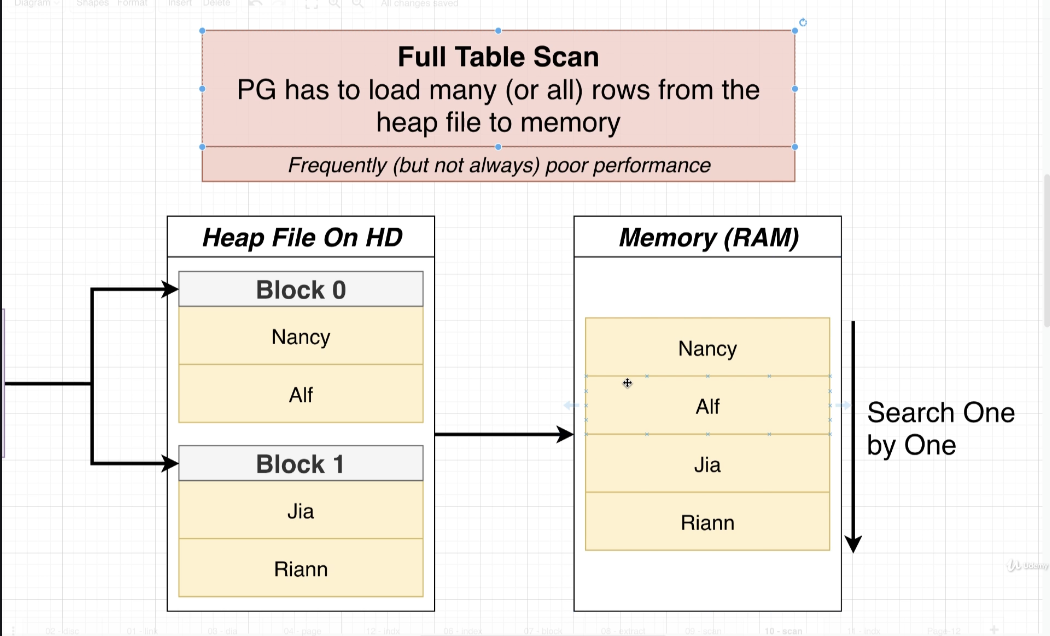 Diagram
Shapes Format Insert Delete All changes saved
Full Table Scan
PG has to load many (or all) rows from the
heap file to memory
Frequently (but not always) poor performance
Heap File On HD
Block 0
Nancy
Alf
Block 1
Jia
Riann
Memory (RAM)
Nancy
Alf
Jia
Riann
Search One
by One
Udemy
10 - scan